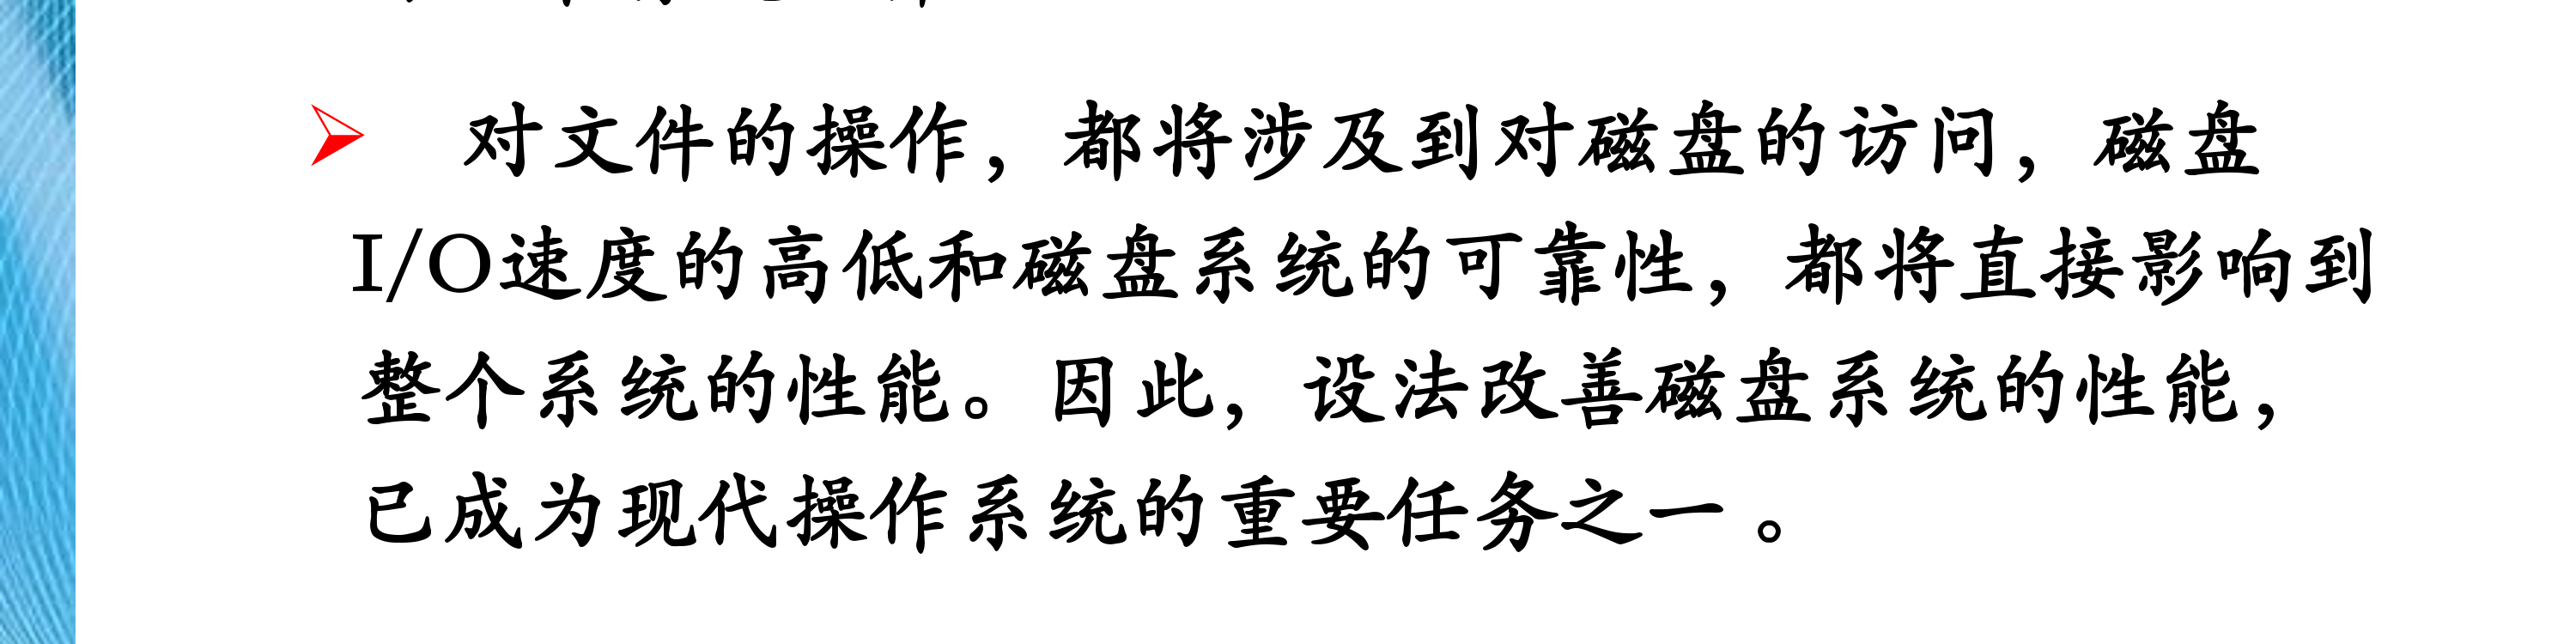 对文件的操作，都将涉及到对磁盘的访问，磁盘
I/O速度的高低和磁盘系统的可靠性，都将直接影响到
整个系统的性能。因此，设法改善磁盘系统的性能，
已成为现代操作系统的重要任务之一 。